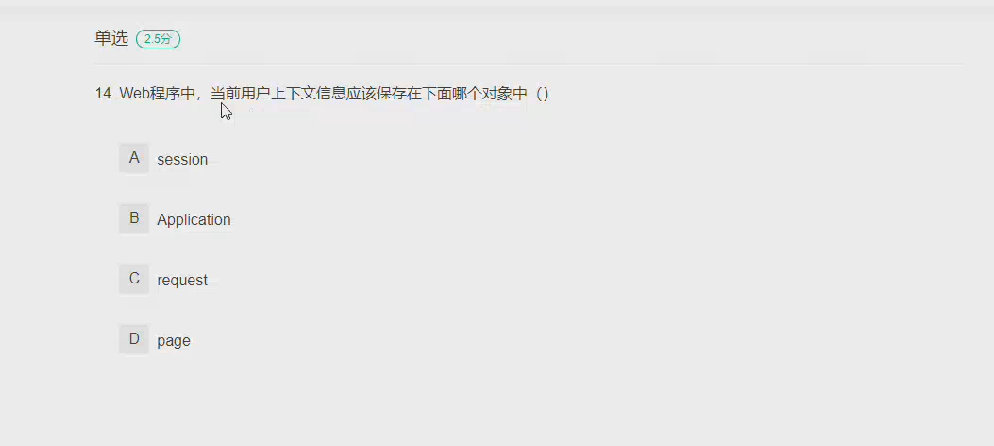 单选 2.5分
14 Web程序中，当前用户上下文信息应该保存在下面哪个对象中（）
A session
B Application
C request
D page